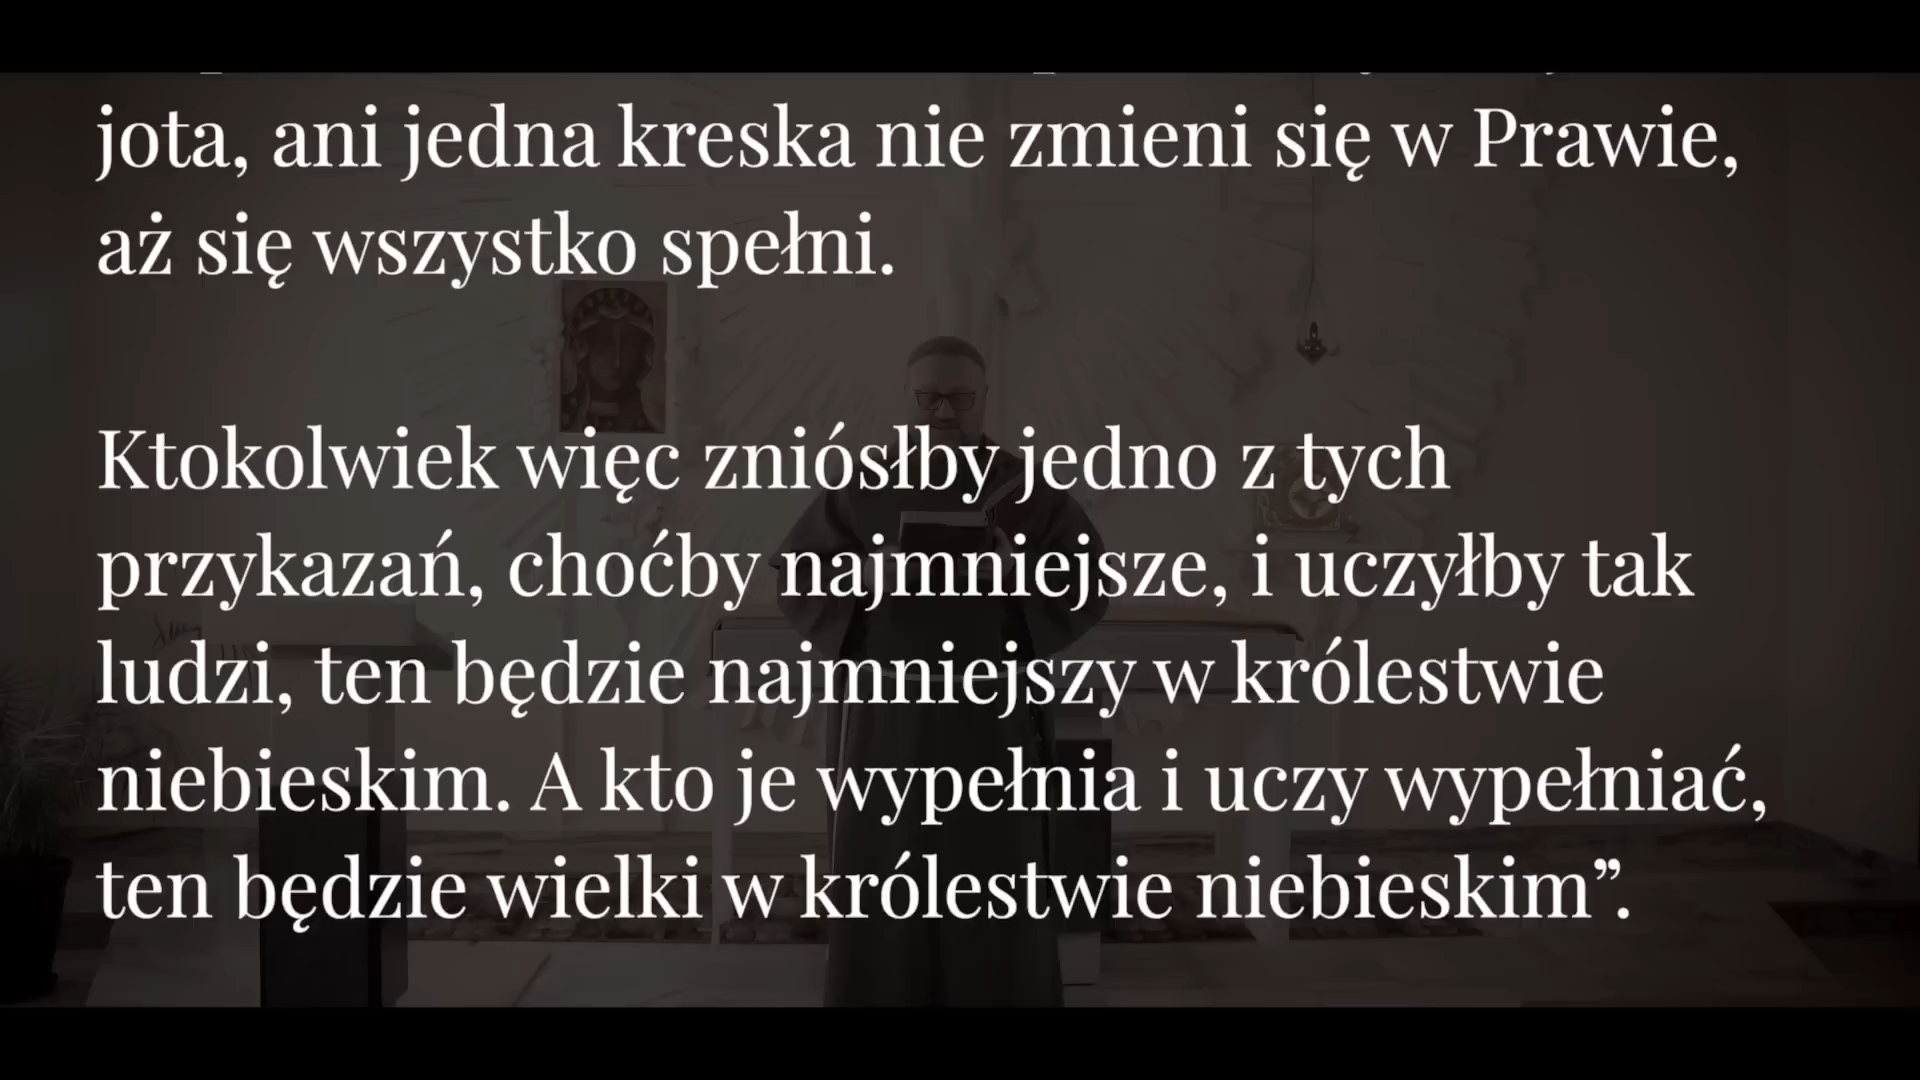 jota, ani jedna kreska nie zmieni się w Prawie,
aż się wszystko spełni.
Ktokolwiek więc zniósłby jedno z tych
przykazań, choćby najmniejsze, i uczyłby tak
ludzi, ten będzie najmniejszy w królestwie
niebieskim. A kto je wypełnia i uczy wypełniać,
ten będzie wielki w królestwie niebieskim”.